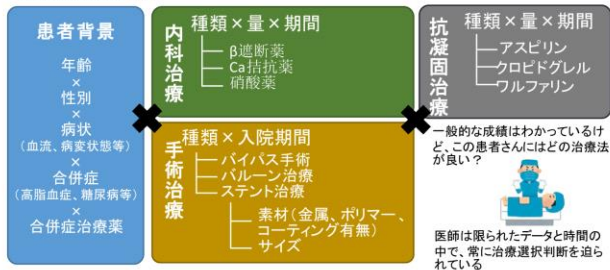 患者背景
年齢
×
性別
×
病状
(血流、病変状態等)
×
合併症
(高脂血症、糖尿病等)
×
合併症治療薬
内科治療
種類×量×期間
β遮断薬
Ca拮抗薬
硝酸薬
手術治療
種類×入院期間
バイパス手術
バルーン治療
ステント治療
素材(金属、ポリマー、
コーティング有無)
サイズ
抗凝固治療
種類×量×期間
アスピリン
クロピドグレル
ワルファリン
一般的な成績はわかっているけ
ど、この患者さんにはどの治療法
が良い？
医師は限られたデータと時間の
中で、常に治療選択判断を迫ら
れている